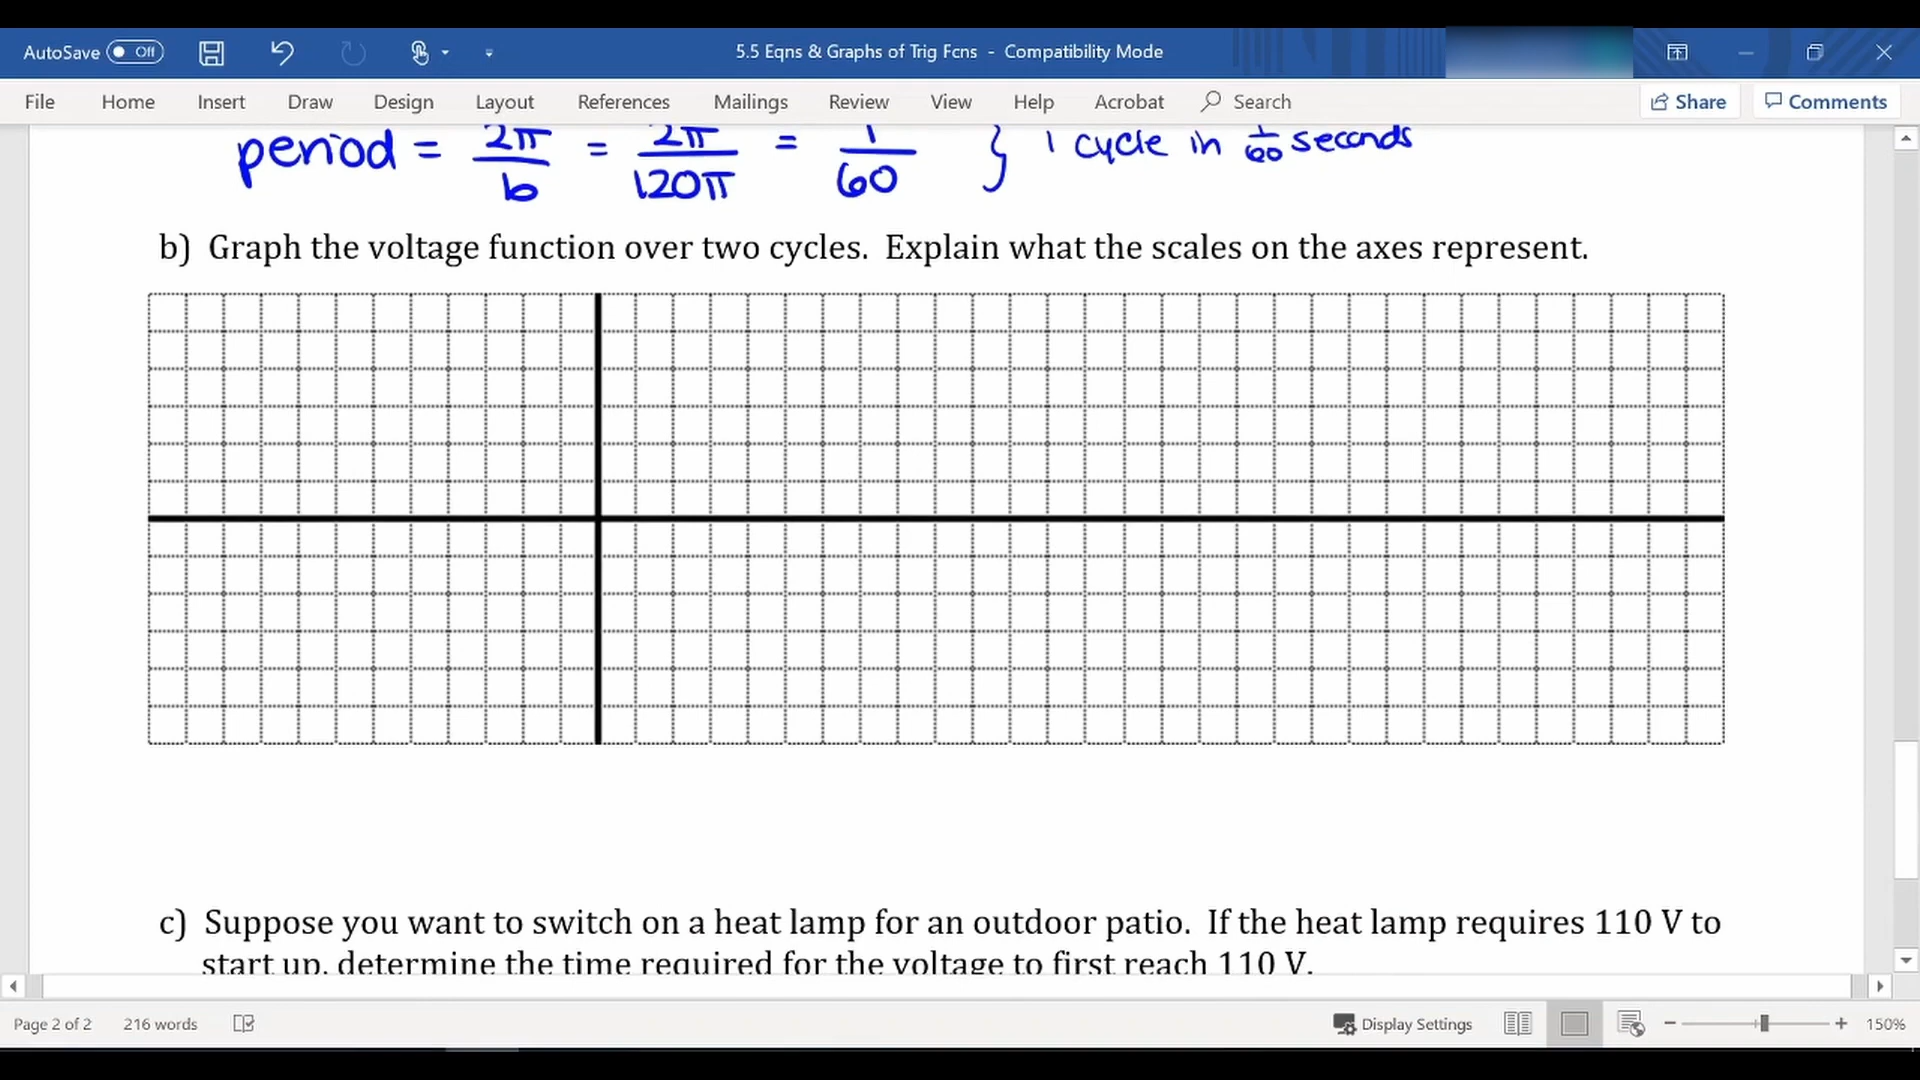 AutoSave Off 5.5 Eqns & Graphs of Trig Fcns - Compatibility Mode
File Home Insert Draw Design Layout References Mailings Review View Help Acrobat Search Share Comments
period = 2π/b = 2π/120π = 1/60 } 1 cycle in 1/60 seconds
b) Graph the voltage function over two cycles. Explain what the scales on the axes represent.
c) Suppose you want to switch on a heat lamp for an outdoor patio. If the heat lamp requires 110 V to
start up, determine the time required for the voltage to first reach 110 V.
Page 2 of 2 216 words Display Settings 150%